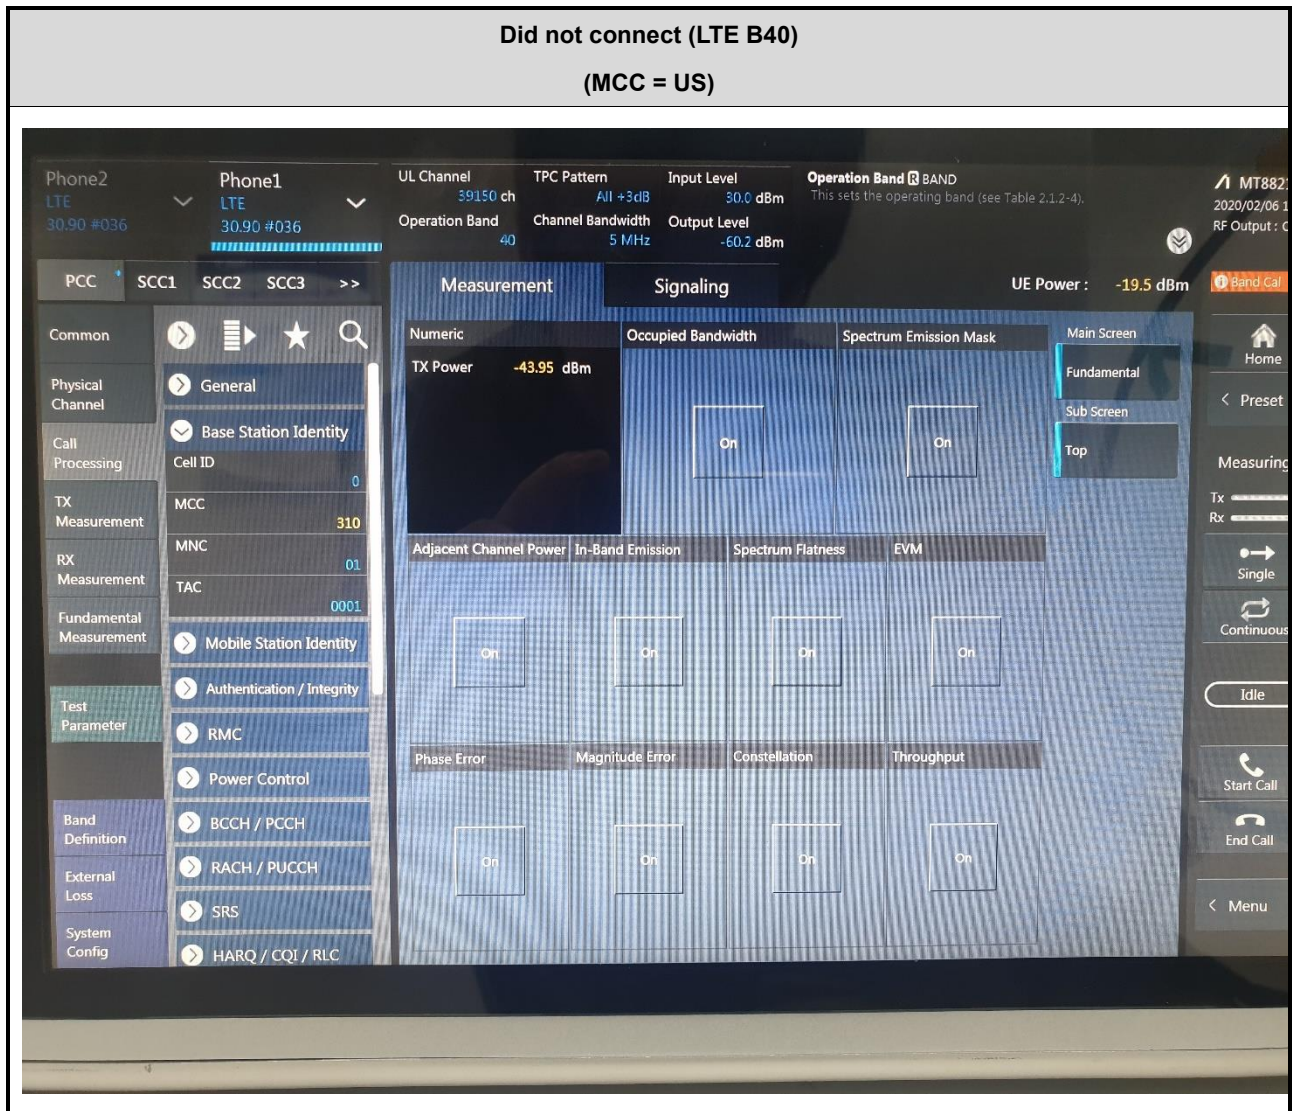 Did not connect (LTE B40)
(MCC = US)
Phone2
LTE
30.90 #036
Phone1
LTE
30.90 #036
UL Channel
39150 ch
Operation Band
40
TPC Pattern
All +3dB
Channel Bandwidth
5 MHz
Input Level
30.0 dBm
Output Level
-60.2 dBm
Operation Band R BAND
This sets the operating band (see Table 2.1.2-4).
MT8821
2020/02/06 1
RF Output :
PCC SCC1 SCC2 SCC3 >>
Measurement
Signaling
UE Power : -19.5 dBm
Band Cal
Common
Physical
Channel
Call
Processing
TX
Measurement
RX
Measurement
Fundamental
Measurement
Test
Parameter
Band
Definition
External
Loss
System
Config
General
Base Station Identity
Cell ID
0
MCC
310
MNC
01
TAC
0001
Mobile Station Identity
Authentication / Integrity
RMC
Power Control
BCCH / PCCH
RACH / PUCCH
SRS
HARQ / CQI / RLC
Numeric
TX Power -43.95 dBm
Occupied Bandwidth
On
Spectrum Emission Mask
On
Adjacent Channel Power
On
In-Band Emission
On
Spectrum Flatness
On
EVM
On
Phase Error
On
Magnitude Error
On
Constellation
On
Throughput
On
Main Screen
Fundamental
Sub Screen
Top
Home
< Preset
Measuring
Tx
Rx
Single
Continuous
Idle
Start Call
End Call
< Menu